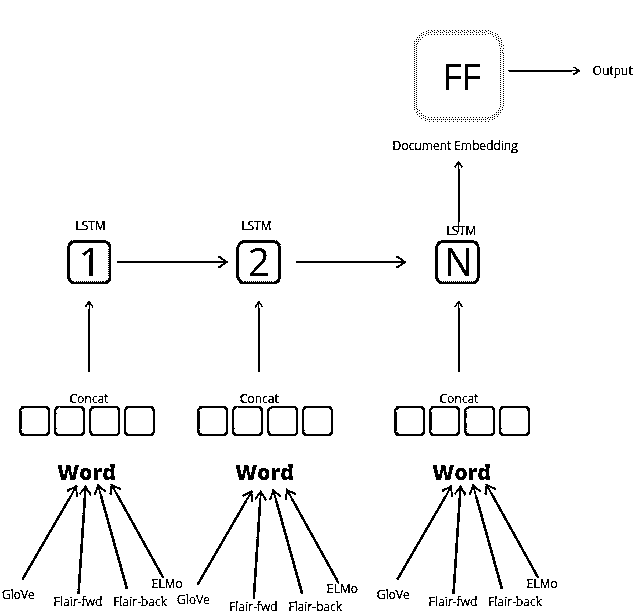 FF
Output
Document Embedding
LSTM
LSTM
LSTM
1
2
N
Concat
Concat
Concat
Word
Word
Word
GloVe
Flair-fwd
Flair-back
ELMo
GloVe
Flair-fwd
Flair-back
ELMo
GloVe
Flair-fwd
Flair-back
ELMo